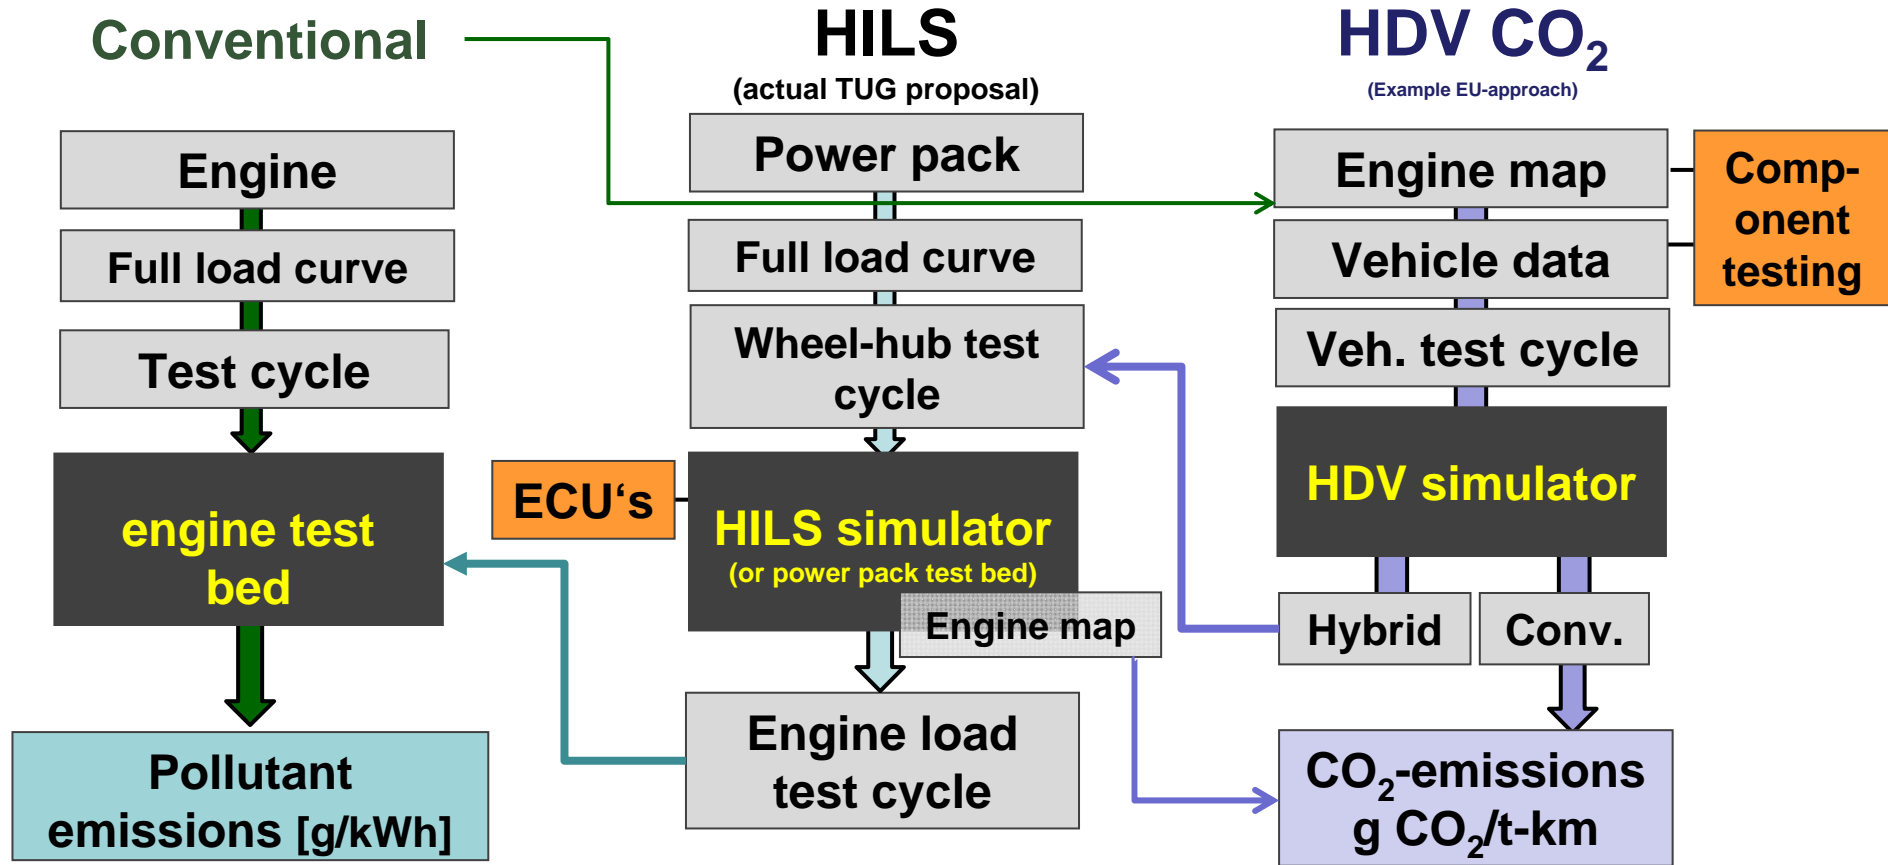 Conventional
Engine
Full load curve
Test cycle
engine test
bed
Pollutant
emissions [g/kWh]
HILS
(actual TUG proposal)
Power pack
Full load curve
Wheel-hub test
cycle
ECU‘s
HILS simulator
(or power pack test bed)
Engine map
Engine load
test cycle
HDV CO₂
(Example EU-approach)
Engine map
Vehicle data
Comp-
onent
testing
Veh. test cycle
HDV simulator
Hybrid
Conv.
CO₂-emissions
g CO₂/t-km